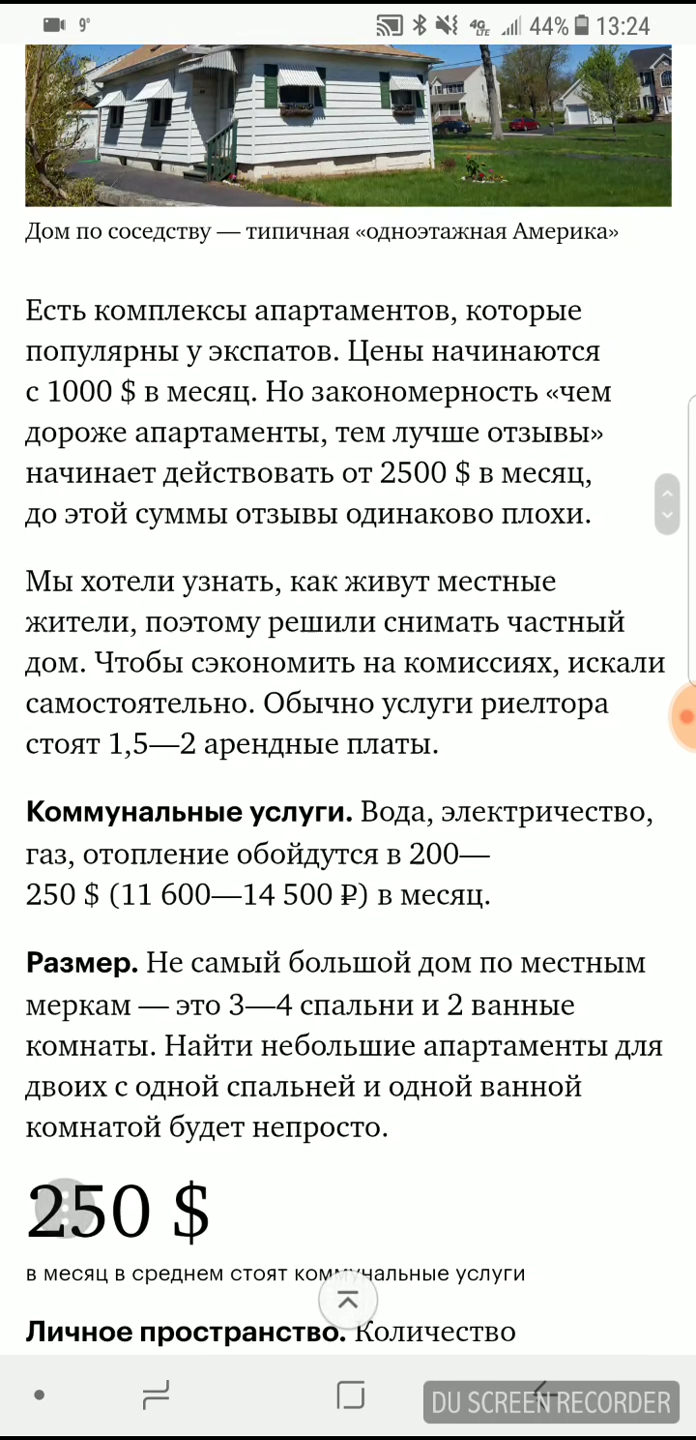 9°
4G LTE 44% 13:24
Дом по соседству — типичная «одноэтажная Америка»
Есть комплексы апартаментов, которые
популярны у экспатов. Цены начинаются
с 1000 $ в месяц. Но закономерность «чем
дороже апартаменты, тем лучше отзывы»
начинает действовать от 2500 $ в месяц,
до этой суммы отзывы одинаково плохи.
Мы хотели узнать, как живут местные
жители, поэтому решили снимать частный
дом. Чтобы сэкономить на комиссиях, искали
самостоятельно. Обычно услуги риелтора
стоят 1,5—2 арендные платы.
Коммунальные услуги. Вода, электричество,
газ, отопление обойдутся в 200—
250 $ (11 600—14 500 ₽) в месяц.
Размер. Не самый большой дом по местным
меркам — это 3—4 спальни и 2 ванные
комнаты. Найти небольшие апартаменты для
двоих с одной спальней и одной ванной
комнатой будет непросто.
250 $
в месяц в среднем стоят коммунальные услуги
Личное пространство. Количество
DU SCREEN RECORDER